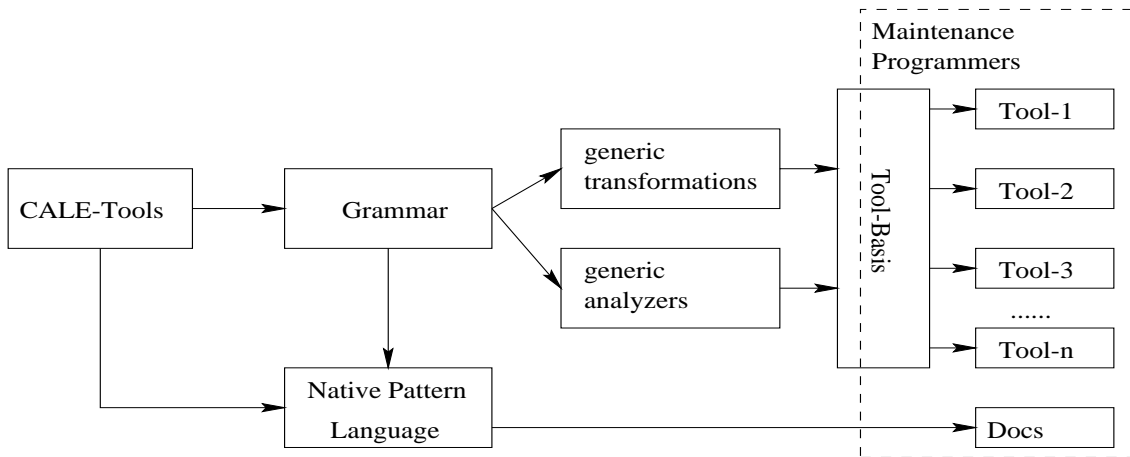 Maintenance
Programmers
CALE-Tools
Grammar
generic
transformations
generic
analyzers
Native Pattern
Language
Tool-Basis
Tool-1
Tool-2
Tool-3
......
Tool-n
Docs